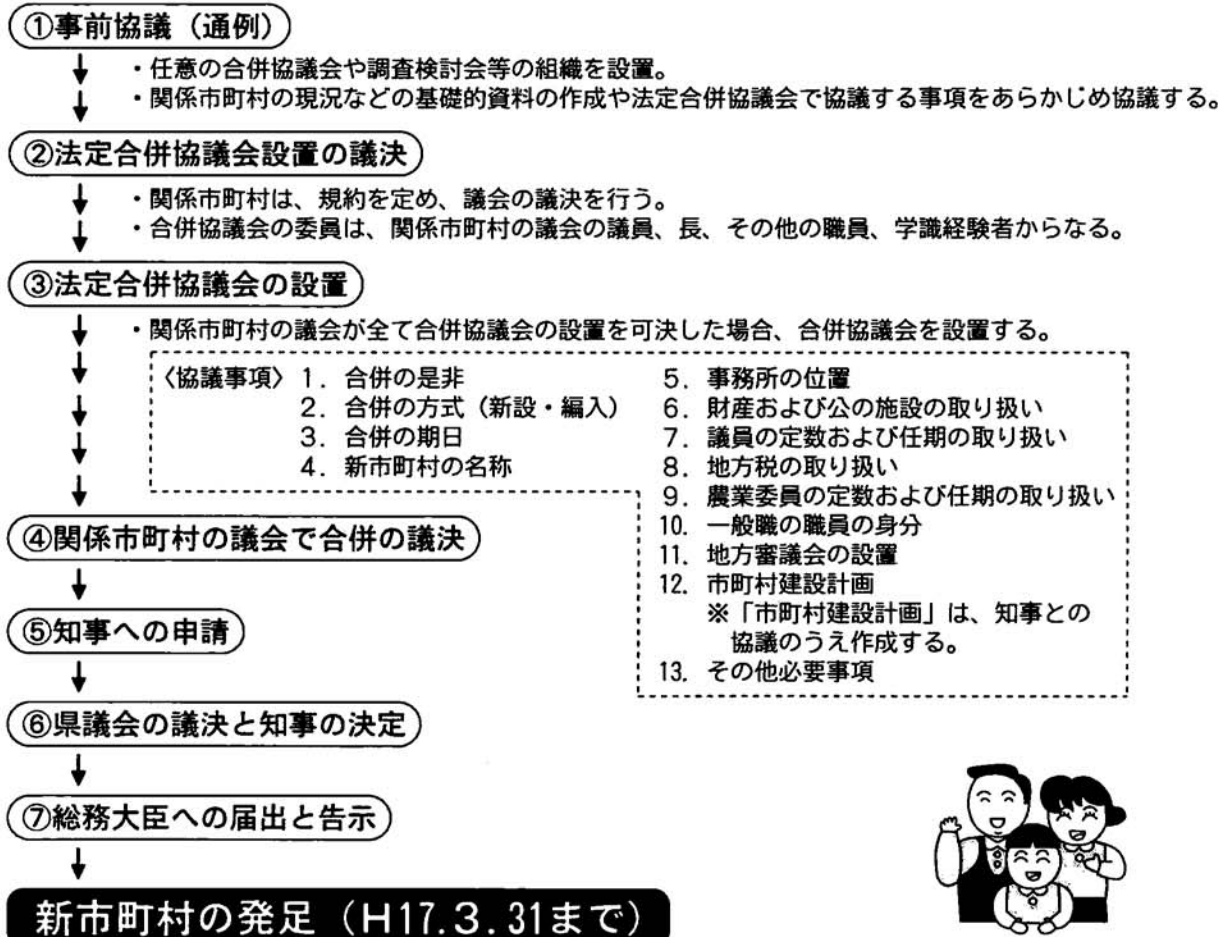 ①事前協議（通例）
・任意の合併協議会や調査検討会等の組織を設置。
・関係市町村の現況などの基礎的資料の作成や法定合併協議会で協議する事項をあらかじめ協議する。
②法定合併協議会設置の議決
・関係市町村は、規約を定め、議会の議決を行う。
・合併協議会の委員は、関係市町村の議会の議員、長、その他の職員、学識経験者からなる。
③法定合併協議会の設置
・関係市町村の議会が全て合併協議会の設置を可決した場合、合併協議会を設置する。
〈協議事項〉1．合併の是非
2．合併の方式（新設・編入）
3．合併の期日
4．新市町村の名称
5．事務所の位置
6．財産および公の施設の取り扱い
7．議員の定数および任期の取り扱い
8．地方税の取り扱い
9．農業委員の定数および任期の取り扱い
10．一般職の職員の身分
11．地方審議会の設置
12．市町村建設計画
※「市町村建設計画」は、知事との
協議のうえ作成する。
13．その他必要事項
④関係市町村の議会で合併の議決
⑤知事への申請
⑥県議会の議決と知事の決定
⑦総務大臣への届出と告示
新市町村の発足（H17.3.31まで）